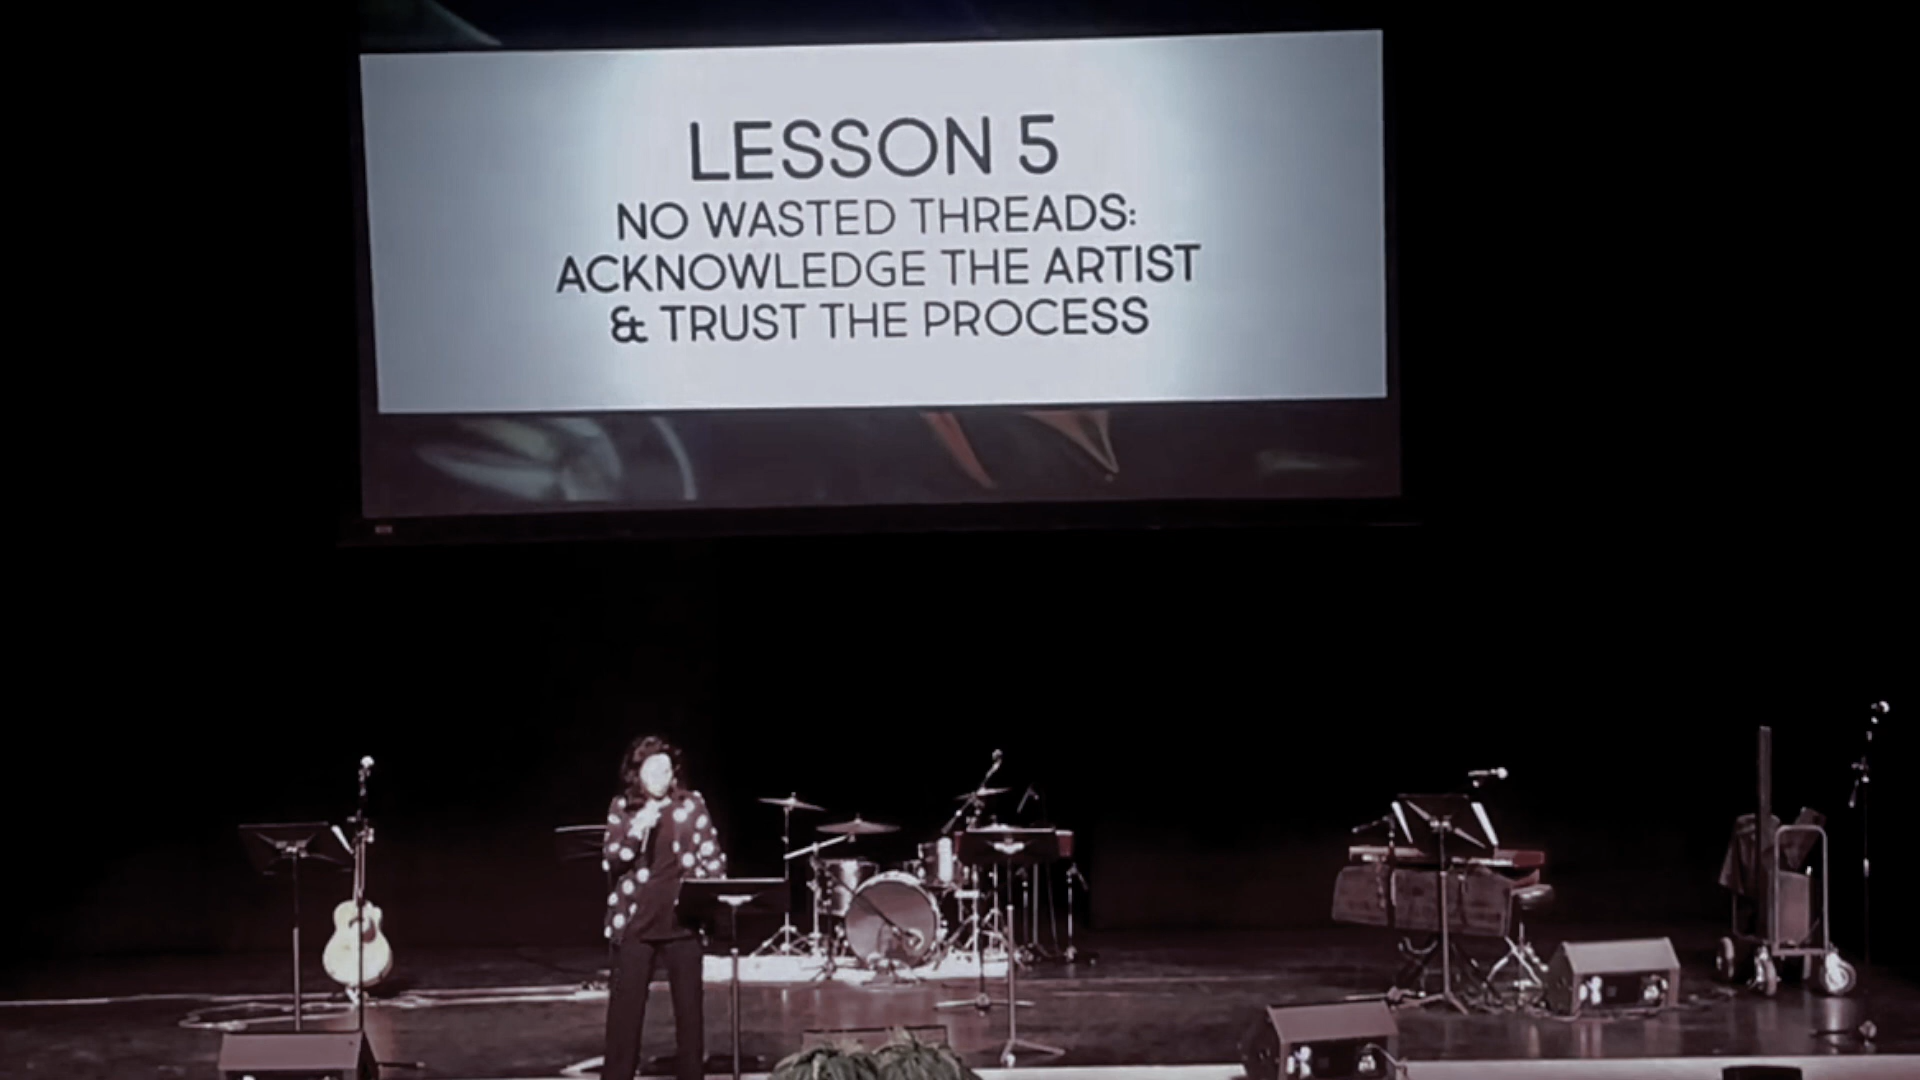 LESSON 5
NO WASTED THREADS:
ACKNOWLEDGE THE ARTIST
& TRUST THE PROCESS